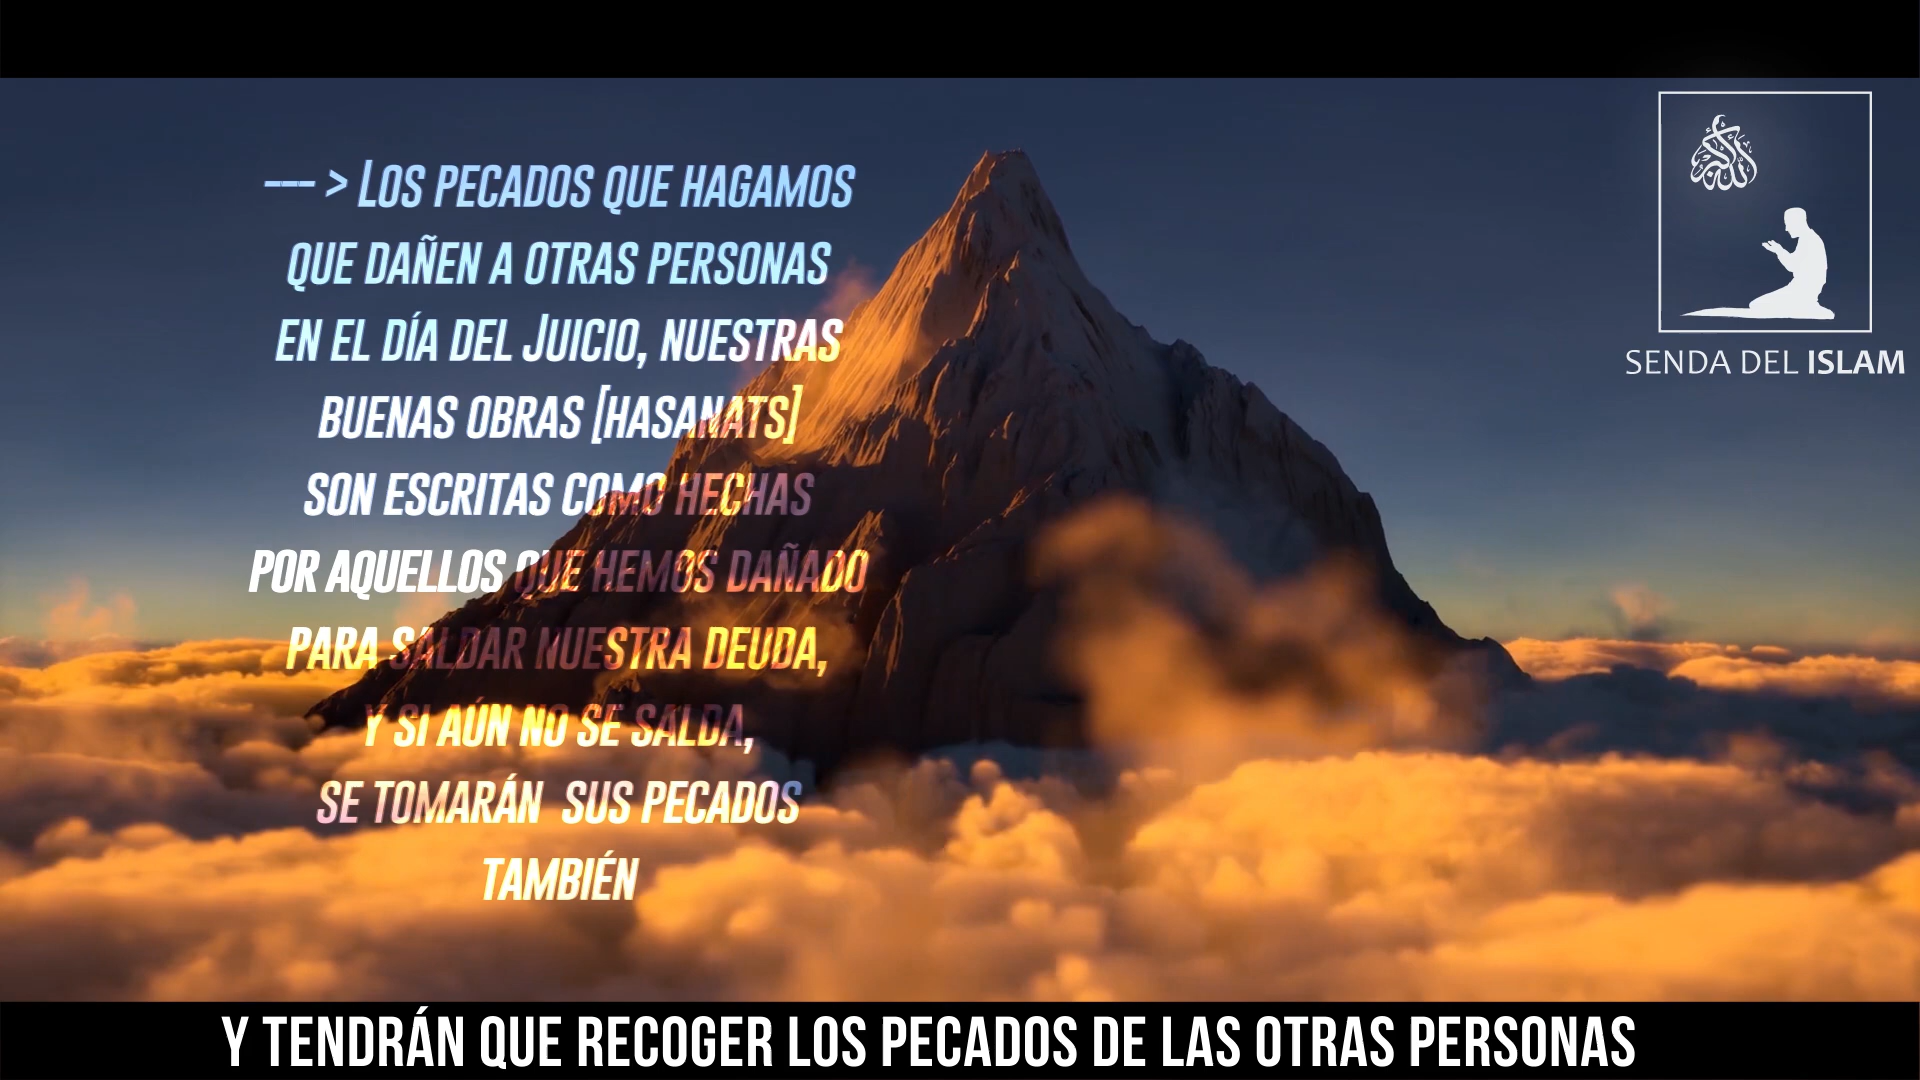 --- > Los pecados que hagamos
que dañen a otras personas
en el Día del Juicio, nuestras
buenas obras [hasanats]
son escritas como hechas
por aquellos que hemos dañado
para saldar nuestra deuda,
y si aún no se salda,
se tomarán sus pecados
también
الله أكبر
SENDA DEL ISLAM
Y TENDRÁN QUE RECOGER LOS PECADOS DE LAS OTRAS PERSONAS